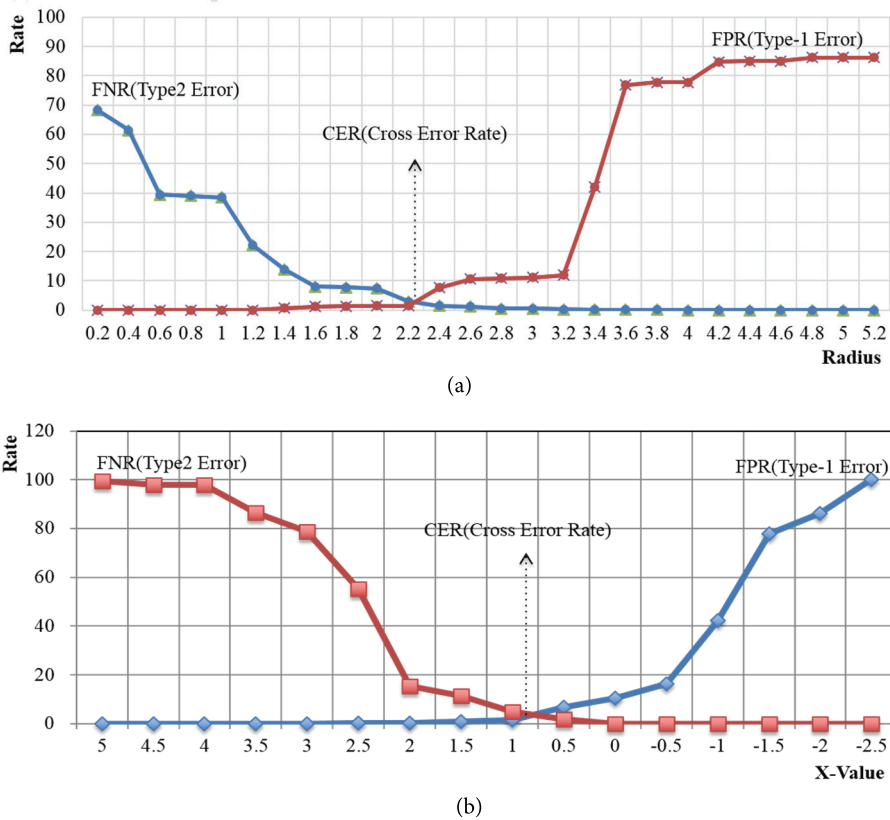 Rate
100
90
80
70
60
50
40
30
20
10
0
FNR(Type2 Error)
CER(Cross Error Rate)
FPR(Type-1 Error)
0.2 0.4 0.6 0.8 1 1.2 1.4 1.6 1.8 2 2.2 2.4 2.6 2.8 3 3.2 3.4 3.6 3.8 4 4.2 4.4 4.6 4.8 5 5.2
Radius
(a)
Rate
120
100
80
60
40
20
0
FNR(Type2 Error)
CER(Cross Error Rate)
FPR(Type-1 Error)
5 4.5 4 3.5 3 2.5 2 1.5 1 0.5 0 -0.5 -1 -1.5 -2 -2.5
X-Value
(b)